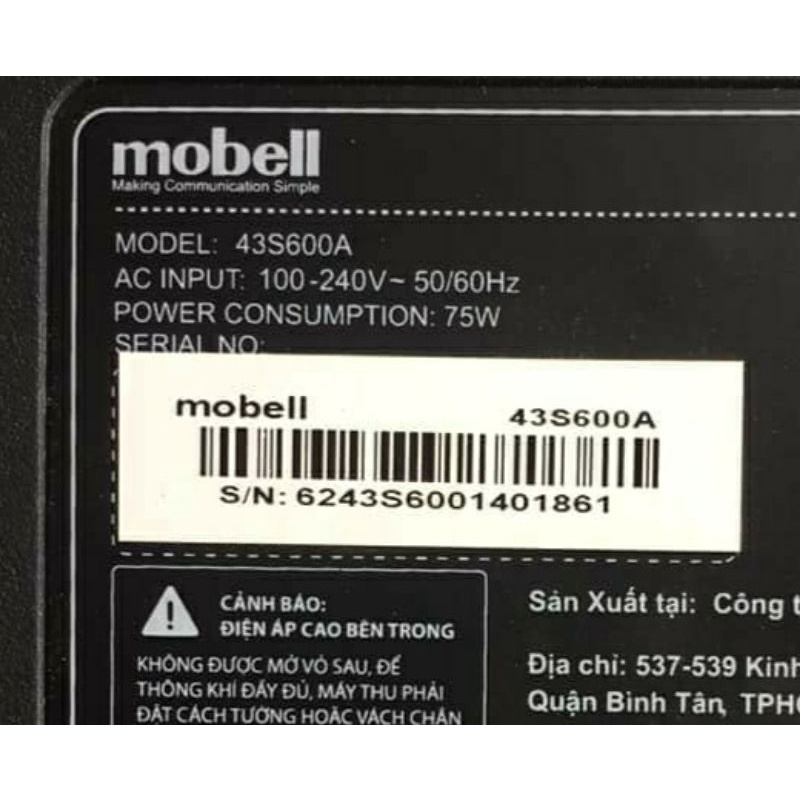 mobell
Making Communication Simple
MODEL: 43S600A
AC INPUT: 100-240V~ 50/60Hz
POWER CONSUMPTION: 75W
SERIAL NO:
mobell 43S600A
S/N: 6243S6001401861
CẢNH BÁO:
ĐIỆN ÁP CAO BÊN TRONG
KHÔNG ĐƯỢC MỞ VỎ SAU, ĐỂ
THÔNG KHÍ ĐẦY ĐỦ, MÁY THU PHẢI
ĐẶT CÁCH TƯỜNG HOẶC VÁCH CHẮN
Sản Xuất tại: Công
Địa chỉ: 537-539 Kinh
Quận Bình Tân, TPH